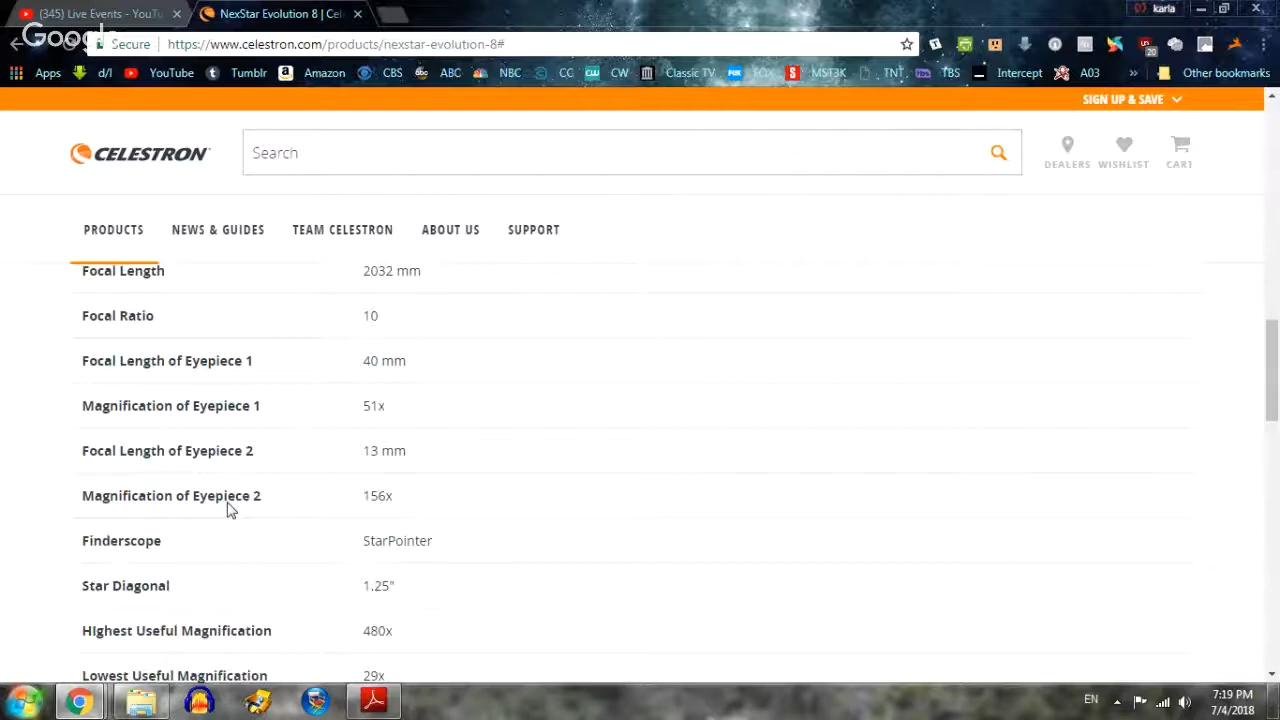 (345) Live Events - YouTu
NexStar Evolution 8 | Cel
karla
Google
Secure https://www.celestron.com/products/nexstar-evolution-8#
20
Apps d/l YouTube Tumblr Amazon CBS ABC NBC CC CW Classic TV FOX MST3K TNT TBS Intercept A03 » Other bookmarks
SIGN UP & SAVE
CELESTRON
Search
DEALERS WISHLIST CART
PRODUCTS NEWS & GUIDES TEAM CELESTRON ABOUT US SUPPORT
Focal Length 2032 mm
Focal Ratio 10
Focal Length of Eyepiece 1 40 mm
Magnification of Eyepiece 1 51x
Focal Length of Eyepiece 2 13 mm
Magnification of Eyepiece 2 156x
Finderscope StarPointer
Star Diagonal 1.25"
HIghest Useful Magnification 480x
Lowest Useful Magnification 29x
EN 7:19 PM
7/4/2018